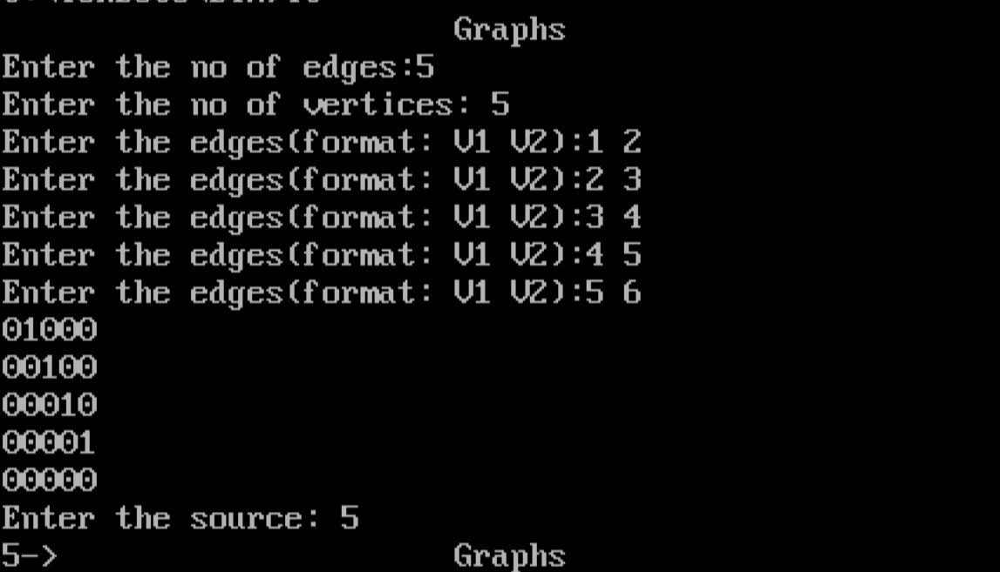 Graphs
Enter the no of edges:5
Enter the no of vertices: 5
Enter the edges(format: V1 V2):1 2
Enter the edges(format: V1 V2):2 3
Enter the edges(format: V1 V2):3 4
Enter the edges(format: V1 V2):4 5
Enter the edges(format: V1 V2):5 6
01000
00100
00010
00001
00000
Enter the source: 5
5-> Graphs